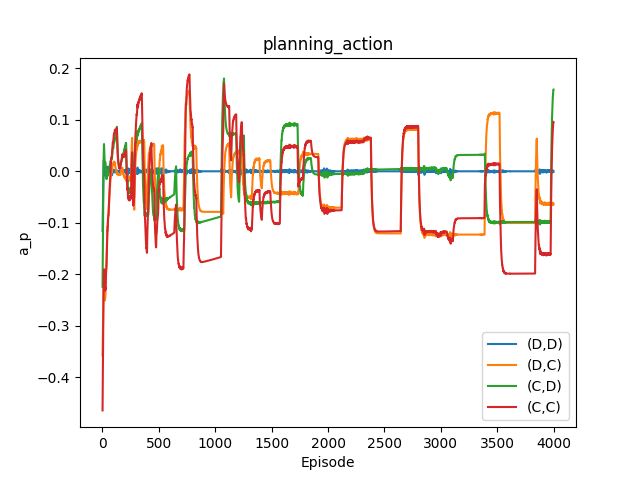 planning_action
0.2
0.1
0.0
−0.1
−0.2
−0.3
−0.4
a_p
0
500
1000
1500
2000
2500
3000
3500
4000
Episode
(D,D)
(D,C)
(C,D)
(C,C)